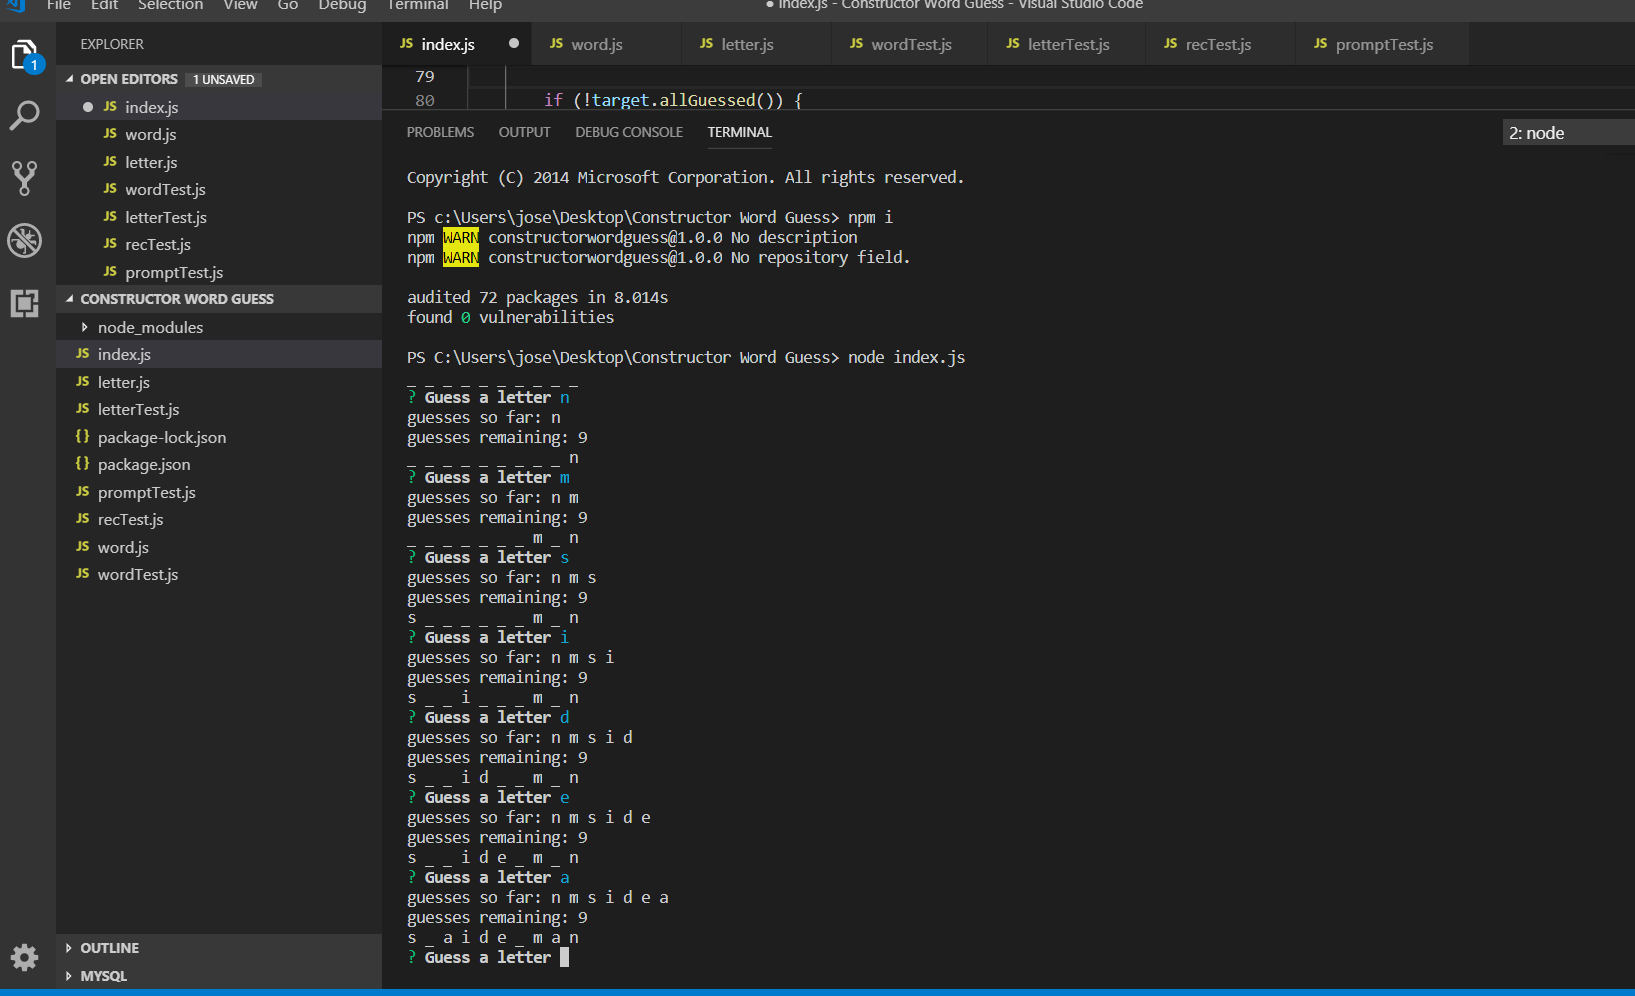 File Edit Selection View Go Debug Terminal Help
● index.js - Constructor Word Guess - Visual Studio Code
1
EXPLORER
OPEN EDITORS 1 UNSAVED
● JS index.js
JS word.js
JS letter.js
JS wordTest.js
JS letterTest.js
JS recTest.js
JS promptTest.js
CONSTRUCTOR WORD GUESS
node_modules
JS index.js
JS letter.js
JS letterTest.js
{} package-lock.json
{} package.json
JS promptTest.js
JS recTest.js
JS word.js
JS wordTest.js
OUTLINE
MYSQL
JS index.js ● JS word.js JS letter.js JS wordTest.js JS letterTest.js JS recTest.js JS promptTest.js
79
80 if (!target.allGuessed()) {
PROBLEMS OUTPUT DEBUG CONSOLE TERMINAL
2: node
Copyright (C) 2014 Microsoft Corporation. All rights reserved.
PS c:\Users\jose\Desktop\Constructor Word Guess> npm i
npm WARN constructorwordguess@1.0.0 No description
npm WARN constructorwordguess@1.0.0 No repository field.
audited 72 packages in 8.014s
found 0 vulnerabilities
PS C:\Users\jose\Desktop\Constructor Word Guess> node index.js
_ _ _ _ _ _ _ _ _ _
? Guess a letter n
guesses so far: n
guesses remaining: 9
_ _ _ _ _ _ _ _ _ n
? Guess a letter m
guesses so far: n m
guesses remaining: 9
_ _ _ _ _ _ _ m _ n
? Guess a letter s
guesses so far: n m s
guesses remaining: 9
s _ _ _ _ _ _ m _ n
? Guess a letter i
guesses so far: n m s i
guesses remaining: 9
s _ _ i _ _ _ m _ n
? Guess a letter d
guesses so far: n m s i d
guesses remaining: 9
s _ _ i d _ _ m _ n
? Guess a letter e
guesses so far: n m s i d e
guesses remaining: 9
s _ _ i d e _ m _ n
? Guess a letter a
guesses so far: n m s i d e a
guesses remaining: 9
s _ a i d e _ m a n
? Guess a letter